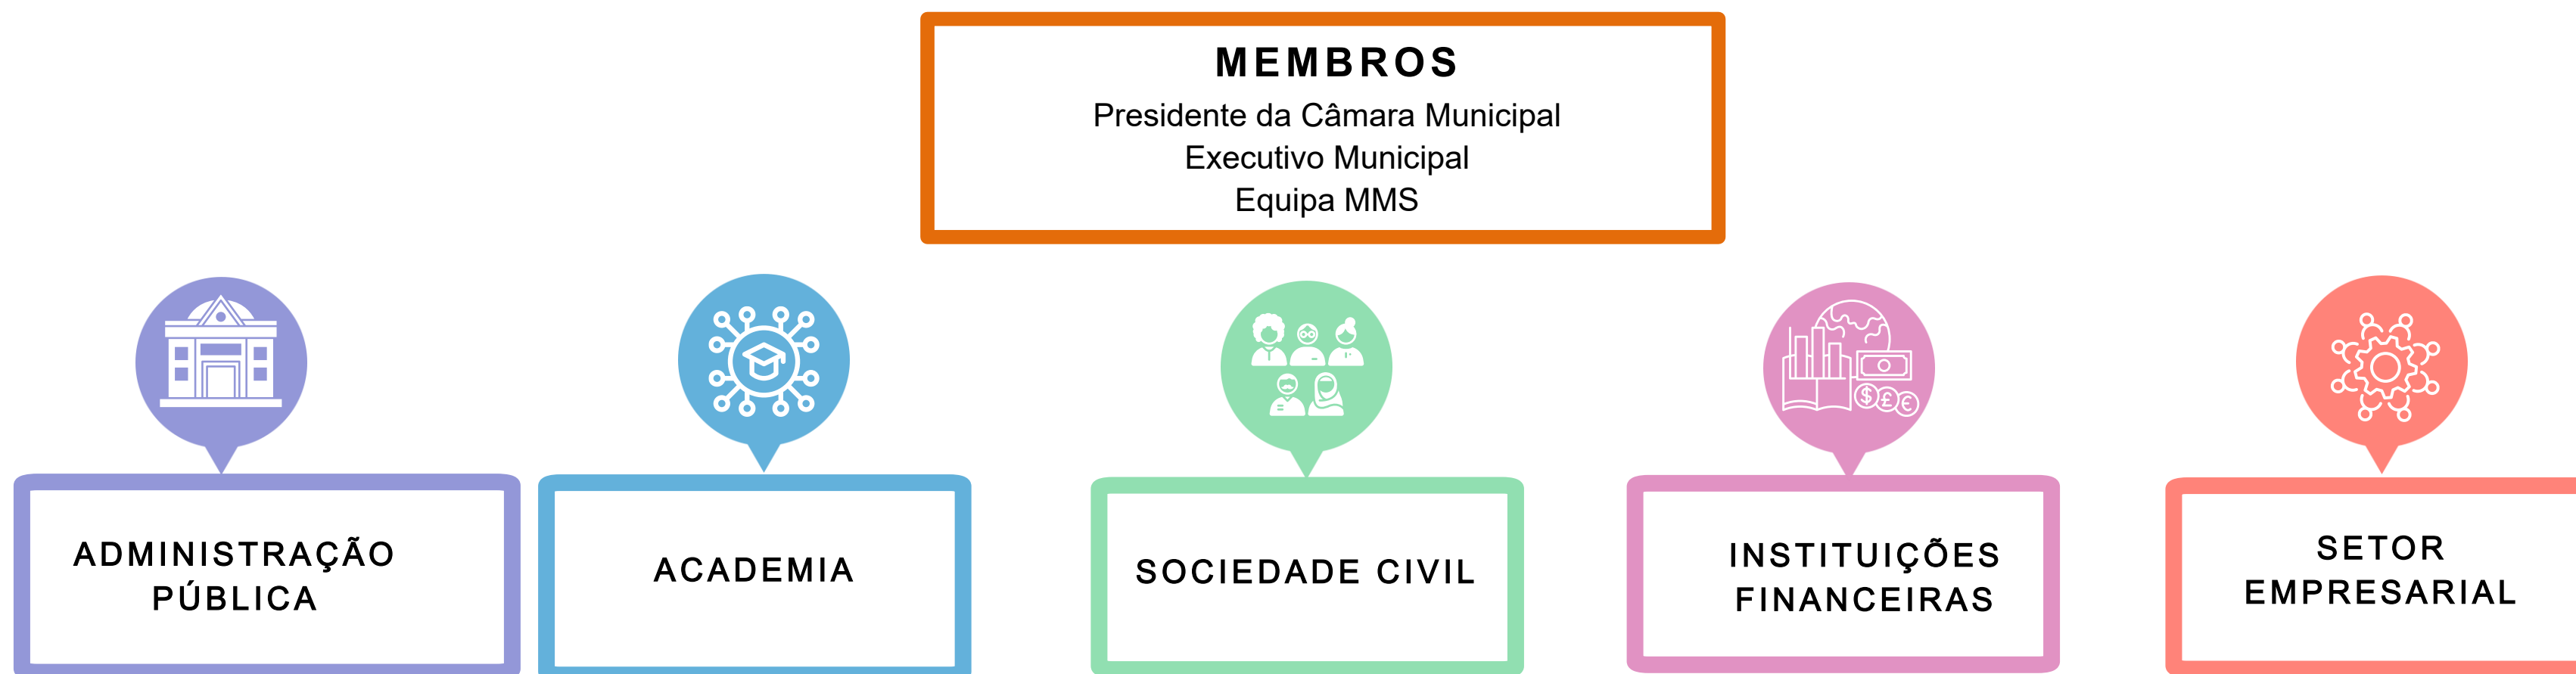 MEMBROS
Presidente da Câmara Municipal
Executivo Municipal
Equipa MMS
$ £ €
ADMINISTRAÇÃO
PÚBLICA
ACADEMIA
SOCIEDADE CIVIL
INSTITUIÇÕES
FINANCEIRAS
SETOR
EMPRESARIAL